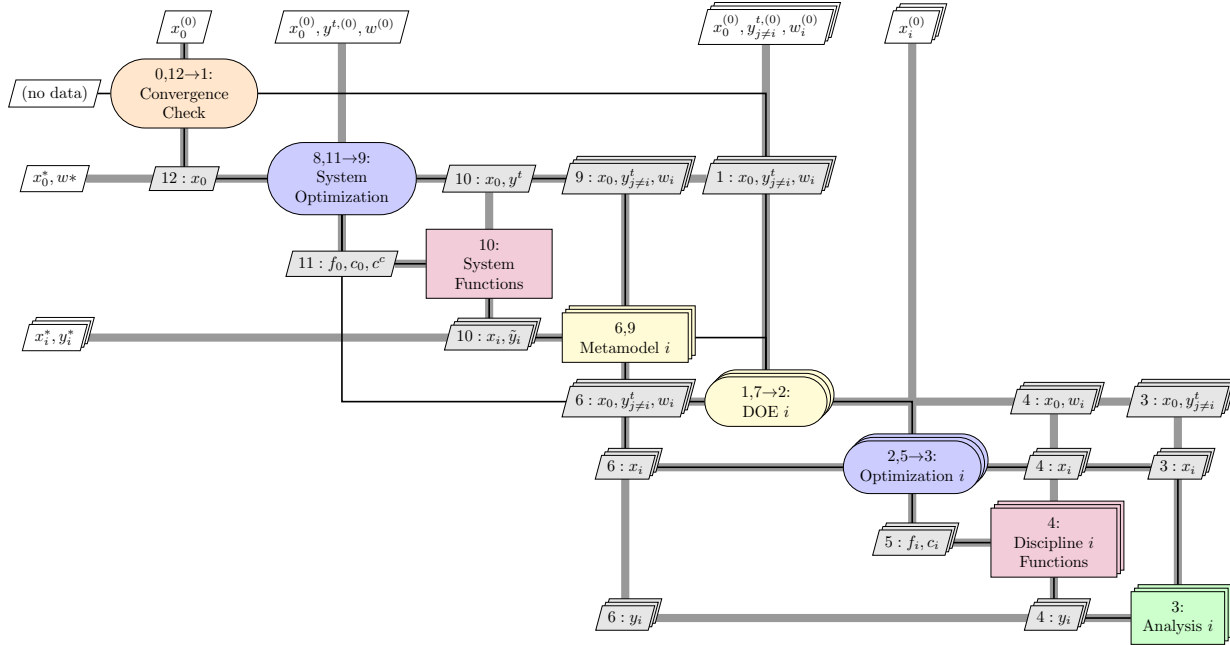 x_0^{(0)}
x_0^{(0)}, y^{t,(0)}, w^{(0)}
x_0^{(0)}, y_{j≠i}^{t,(0)}, w_i^{(0)}
x_i^{(0)}
(no data)
0,12→1:
Convergence
Check
x_0^*, w*
12 : x_0
8,11→9:
System
Optimization
10 : x_0, y^t
9 : x_0, y_{j≠i}^t, w_i
1 : x_0, y_{j≠i}^t, w_i
11 : f_0, c_0, c^c
10:
System
Functions
x_i^*, y_i^*
10 : x_i, ỹ_i
6,9
Metamodel i
6 : x_0, y_{j≠i}^t, w_i
1,7→2:
DOE i
4 : x_0, w_i
3 : x_0, y_{j≠i}^t
6 : x_i
2,5→3:
Optimization i
4 : x_i
3 : x_i
5 : f_i, c_i
4:
Discipline i
Functions
6 : y_i
4 : y_i
3:
Analysis i